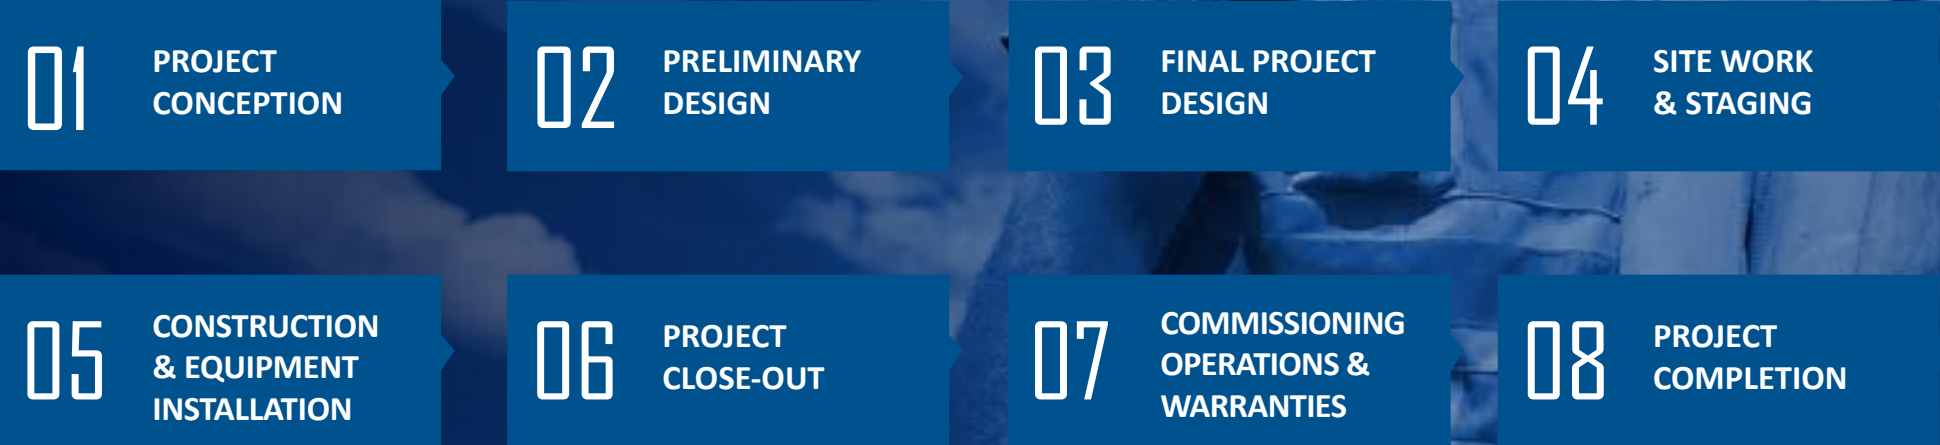 01
PROJECT
CONCEPTION
02
PRELIMINARY
DESIGN
03
FINAL PROJECT
DESIGN
04
SITE WORK
& STAGING
05
CONSTRUCTION
& EQUIPMENT
INSTALLATION
06
PROJECT
CLOSE-OUT
07
COMMISSIONING
OPERATIONS &
WARRANTIES
08
PROJECT
COMPLETION